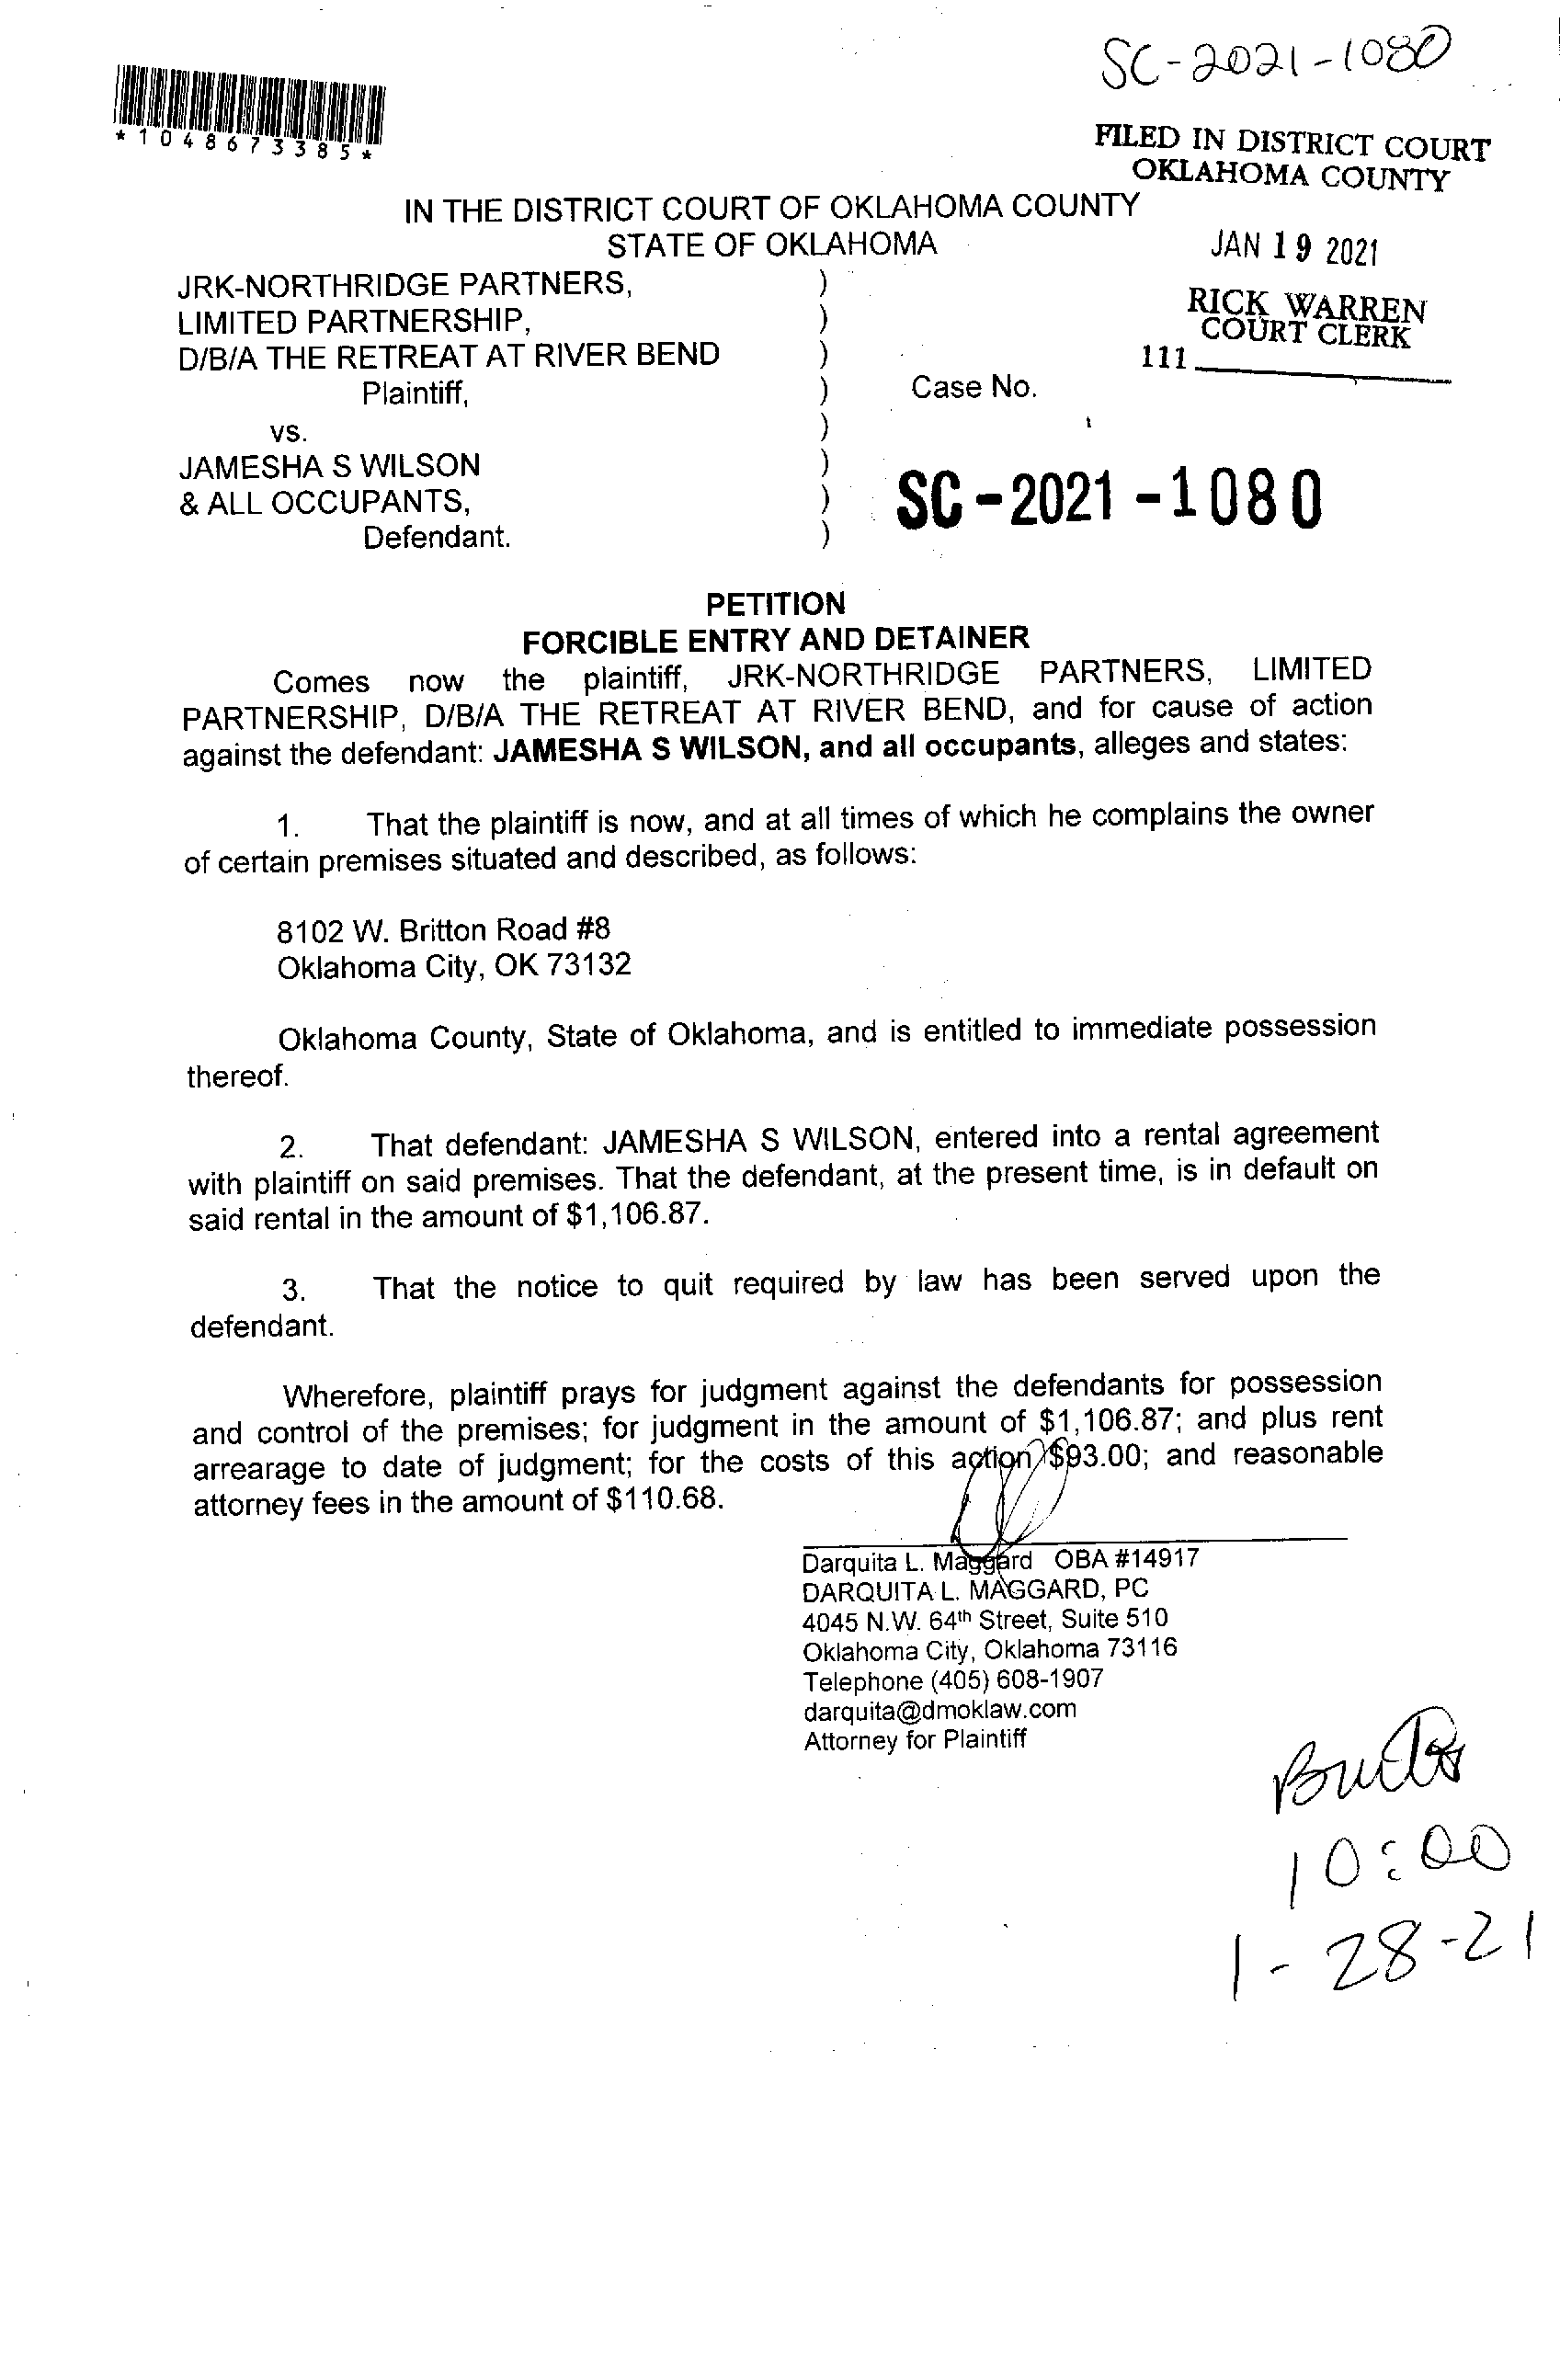 SC-2021-1080
*1048673385*
FILED IN DISTRICT COURT
OKLAHOMA COUNTY
IN THE DISTRICT COURT OF OKLAHOMA COUNTY
STATE OF OKLAHOMA
JAN 19 2021
JRK-NORTHRIDGE PARTNERS, )
LIMITED PARTNERSHIP, )
D/B/A THE RETREAT AT RIVER BEND )
RICK WARREN
COURT CLERK
111
Plaintiff, ) Case No.
vs. )
JAMESHA S WILSON )
& ALL OCCUPANTS, ) SC-2021-1080
Defendant. )
PETITION
FORCIBLE ENTRY AND DETAINER
Comes now the plaintiff, JRK-NORTHRIDGE PARTNERS, LIMITED
PARTNERSHIP, D/B/A THE RETREAT AT RIVER BEND, and for cause of action
against the defendant: JAMESHA S WILSON, and all occupants, alleges and states:
1. That the plaintiff is now, and at all times of which he complains the owner
of certain premises situated and described, as follows:
8102 W. Britton Road #8
Oklahoma City, OK 73132
Oklahoma County, State of Oklahoma, and is entitled to immediate possession
thereof.
2. That defendant: JAMESHA S WILSON, entered into a rental agreement
with plaintiff on said premises. That the defendant, at the present time, is in default on
said rental in the amount of $1,106.87.
3. That the notice to quit required by law has been served upon the
defendant.
Wherefore, plaintiff prays for judgment against the defendants for possession
and control of the premises; for judgment in the amount of $1,106.87; and plus rent
arrearage to date of judgment; for the costs of this action $93.00; and reasonable
attorney fees in the amount of $110.68.
Darquita L. Maggard OBA #14917
DARQUITA L. MAGGARD, PC
4045 N.W. 64th Street, Suite 510
Oklahoma City, Oklahoma 73116
Telephone (405) 608-1907
darquita@dmoklaw.com
Attorney for Plaintiff
10:00
1-28-21